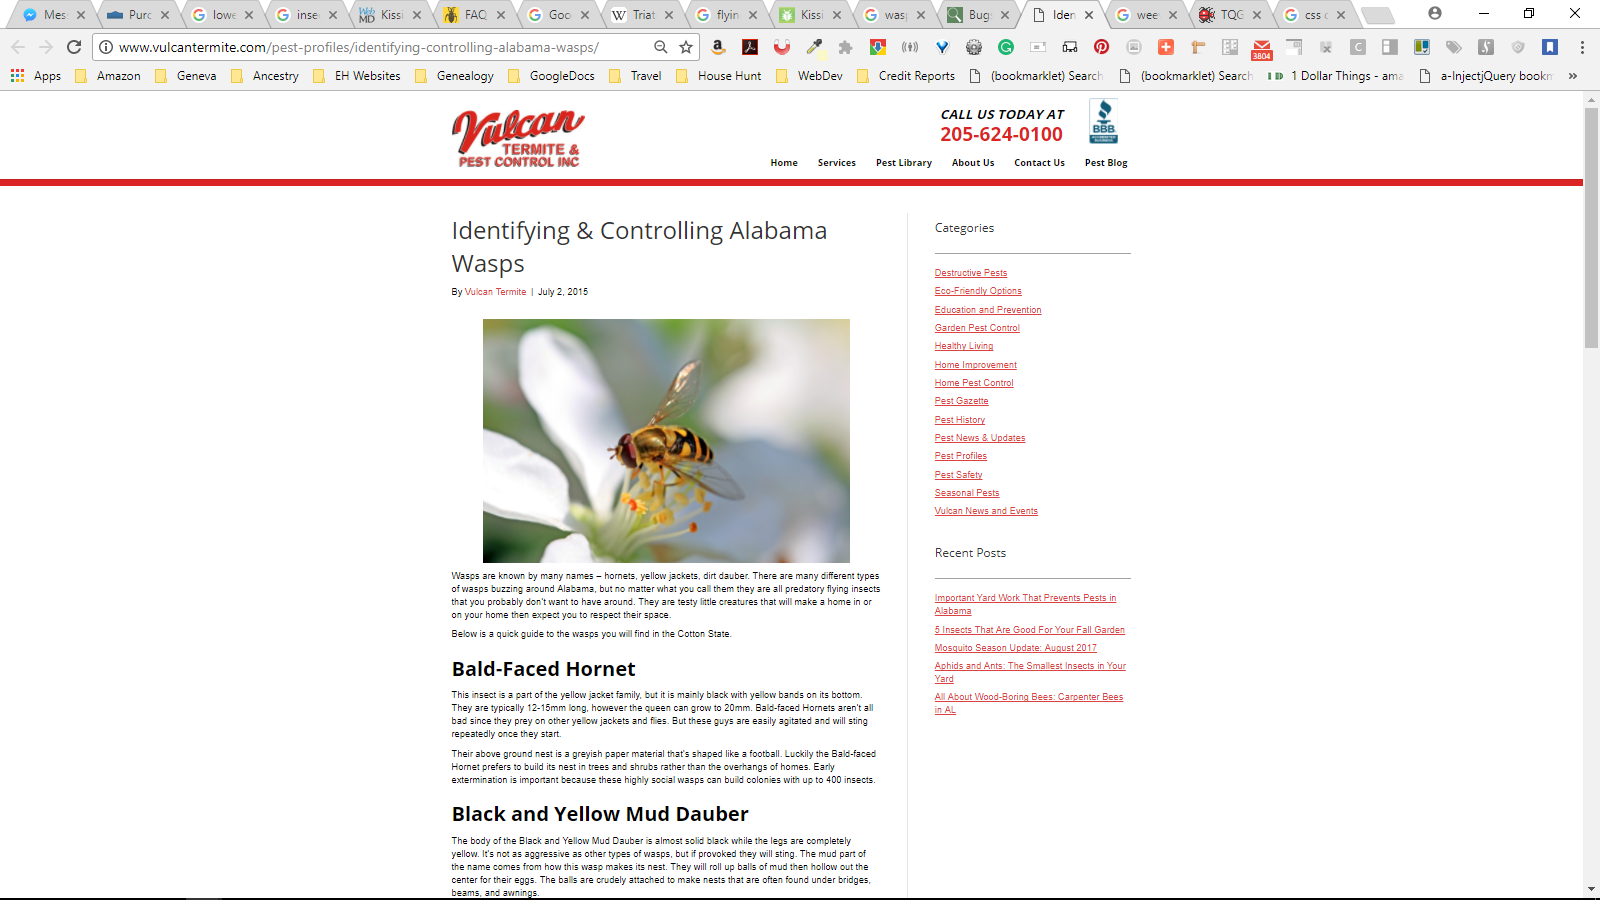 Mes
Purc
lowe
inse
Web MD Kissi
FAQ
Goo
W Triat
flyin
Kissi
wasp
Bug
Iden
wee
TQG
css c
www.vulcantermite.com/pest-profiles/identifying-controlling-alabama-wasps/
3804
Apps
Amazon
Geneva
Ancestry
EH Websites
Genealogy
GoogleDocs
Travel
House Hunt
WebDev
Credit Reports
(bookmarklet) Search
(bookmarklet) Search
1 Dollar Things - ama
a-InjectjQuery bookm
Vulcan
TERMITE &
PEST CONTROL INC
CALL US TODAY AT
205-624-0100
BBB
Home
Services
Pest Library
About Us
Contact Us
Pest Blog
Identifying & Controlling Alabama
Wasps
By Vulcan Termite | July 2, 2015
Wasps are known by many names – hornets, yellow jackets, dirt dauber. There are many different types
of wasps buzzing around Alabama, but no matter what you call them they are all predatory flying insects
that you probably don't want to have around. They are testy little creatures that will make a home in or
on your home then expect you to respect their space.
Below is a quick guide to the wasps you will find in the Cotton State.
Bald-Faced Hornet
This insect is a part of the yellow jacket family, but it is mainly black with yellow bands on its bottom.
They are typically 12-15mm long, however the queen can grow to 20mm. Bald-faced Hornets aren't all
bad since they prey on other yellow jackets and flies. But these guys are easily agitated and will sting
repeatedly once they start.
Their above ground nest is a greyish paper material that's shaped like a football. Luckily the Bald-faced
Hornet prefers to build its nest in trees and shrubs rather than the overhangs of homes. Early
extermination is important because these highly social wasps can build colonies with up to 400 insects.
Black and Yellow Mud Dauber
The body of the Black and Yellow Mud Dauber is almost solid black while the legs are completely
yellow. It's not as aggressive as other types of wasps, but if provoked they will sting. The mud part of
the name comes from how this wasp makes its nest. They will roll up balls of mud then hollow out the
center for their eggs. The balls are crudely attached to make nests that are often found under bridges,
beams, and awnings.
Categories
Destructive Pests
Eco-Friendly Options
Education and Prevention
Garden Pest Control
Healthy Living
Home Improvement
Home Pest Control
Pest Gazette
Pest History
Pest News & Updates
Pest Profiles
Pest Safety
Seasonal Pests
Vulcan News and Events
Recent Posts
Important Yard Work That Prevents Pests in
Alabama
5 Insects That Are Good For Your Fall Garden
Mosquito Season Update: August 2017
Aphids and Ants: The Smallest Insects in Your
Yard
All About Wood-Boring Bees: Carpenter Bees
in AL